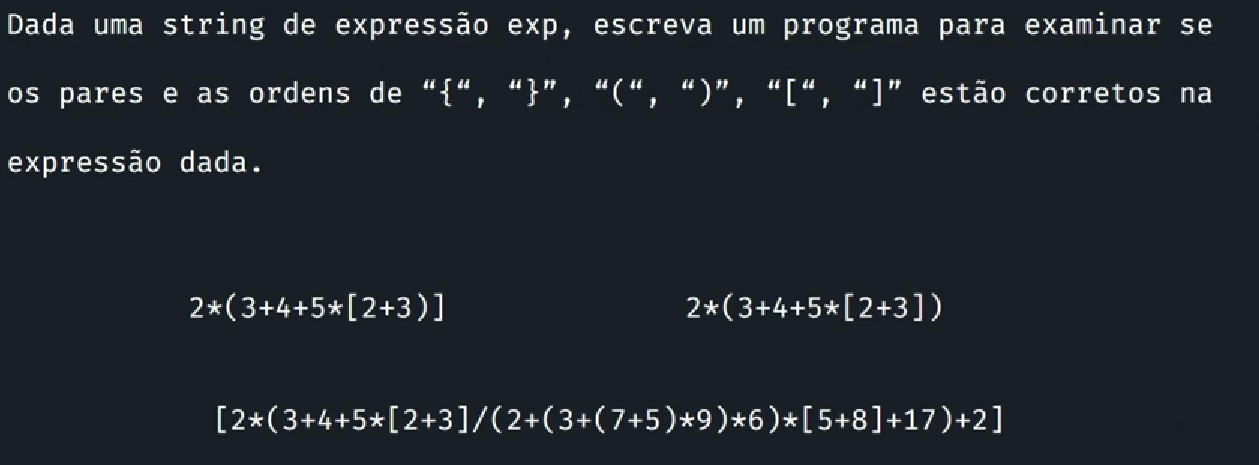 Dada uma string de expressão exp, escreva um programa para examinar se
os pares e as ordens de “{“, “}”, “(“, “)”, “[“, “]” estão corretos na
expressão dada.
2*(3+4+5*[2+3)] 2*(3+4+5*[2+3])
[2*(3+4+5*[2+3]/(2+(3+(7+5)*9)*6)*[5+8]+17)+2]